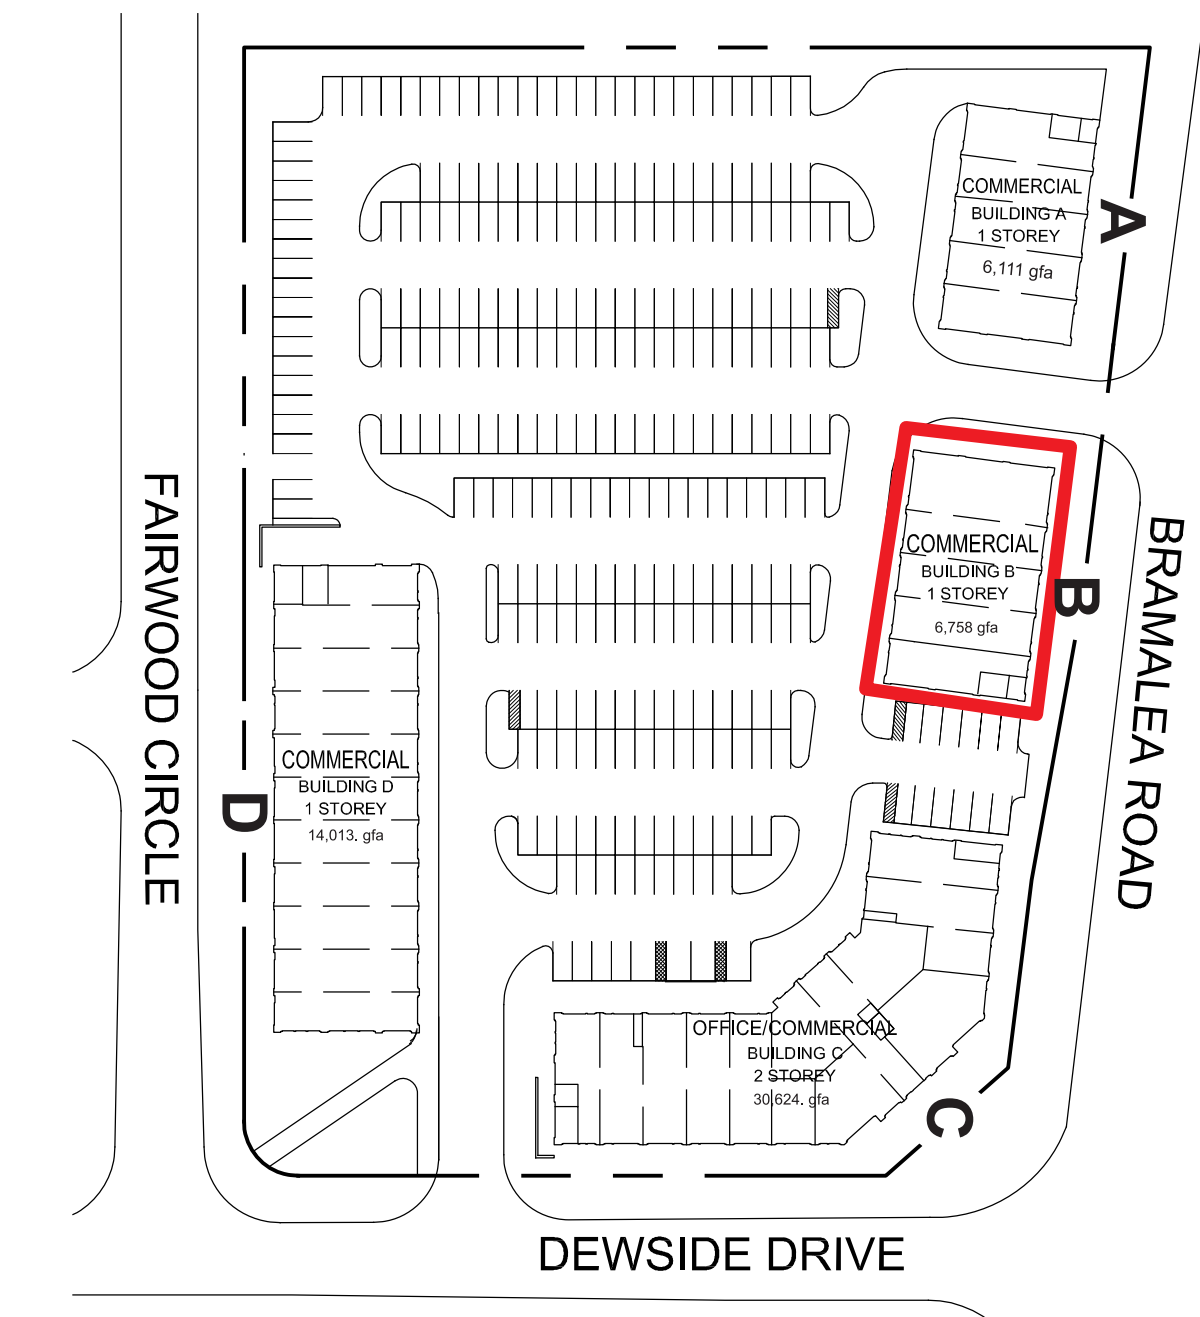 COMMERCIAL
BUILDING A
1 STOREY
6,111 gfa
A
COMMERCIAL
BUILDING B
1 STOREY
6,758 gfa
B
FAIRWOOD CIRCLE
BRAMALEA ROAD
COMMERCIAL
BUILDING D
1 STOREY
14,013. gfa
D
OFFICE/COMMERCIAL
BUILDING C
2 STOREY
30,624. gfa
C
DEWSIDE DRIVE